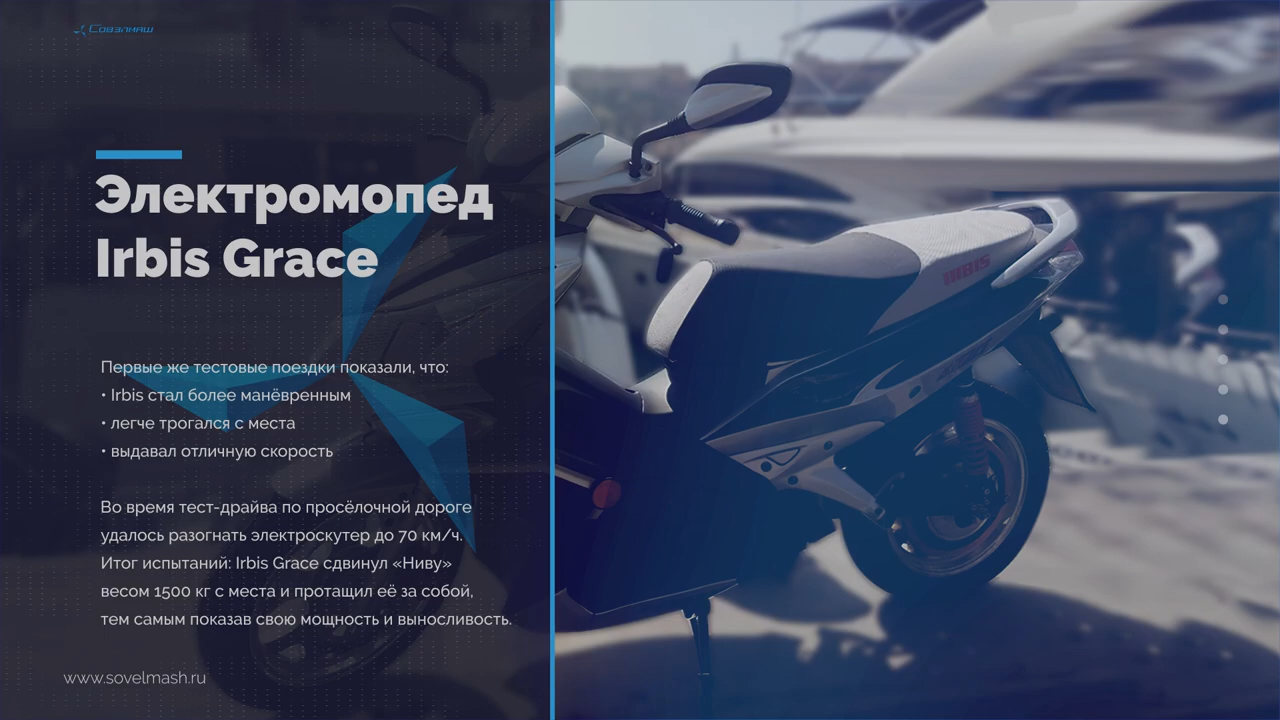 Совэлмаш
Электромопед
Irbis Grace
Первые же тестовые поездки показали, что:
• Irbis стал более манёвренным
• легче трогался с места
• выдавал отличную скорость
Во время тест-драйва по просёлочной дороге
удалось разогнать электроскутер до 70 км/ч.
Итог испытаний: Irbis Grace сдвинул «Ниву»
весом 1500 кг с места и протащил её за собой,
тем самым показав свою мощность и выносливость.
www.sovelmash.ru
IRBIS